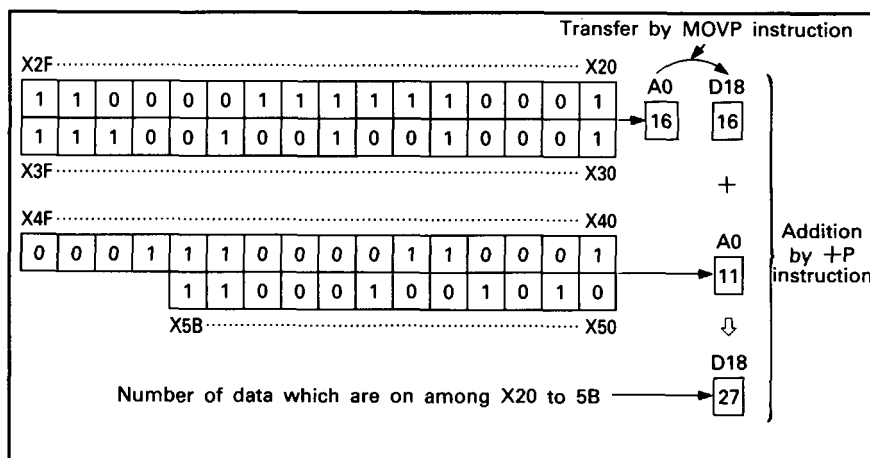 Transfer by MOVP instruction
X2F X20
A0 D18
1 1 0 0 0 0 1 1 1 1 1 1 0 0 0 1
16 16
1 1 1 0 0 1 0 0 1 0 0 1 0 0 0 1
X3F X30
+
X4F X40
A0
Addition by +P instruction
0 0 0 1 1 1 0 0 0 0 1 1 0 0 0 1
11
1 1 0 0 0 1 0 0 1 0 1 0
X5B X50
D18
Number of data which are on among X20 to 5B
27